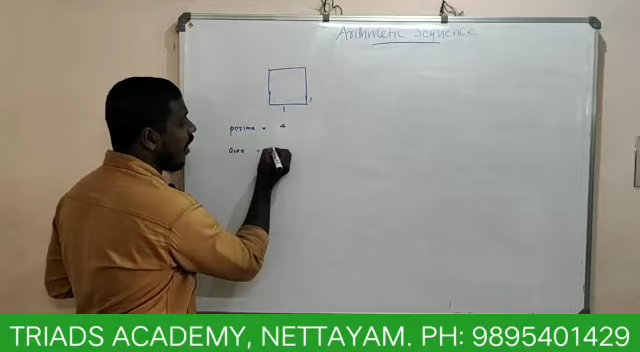 Arithmetic sequence
1
1
perime = 4
area =
TRIADS ACADEMY, NETTAYAM. PH: 9895401429